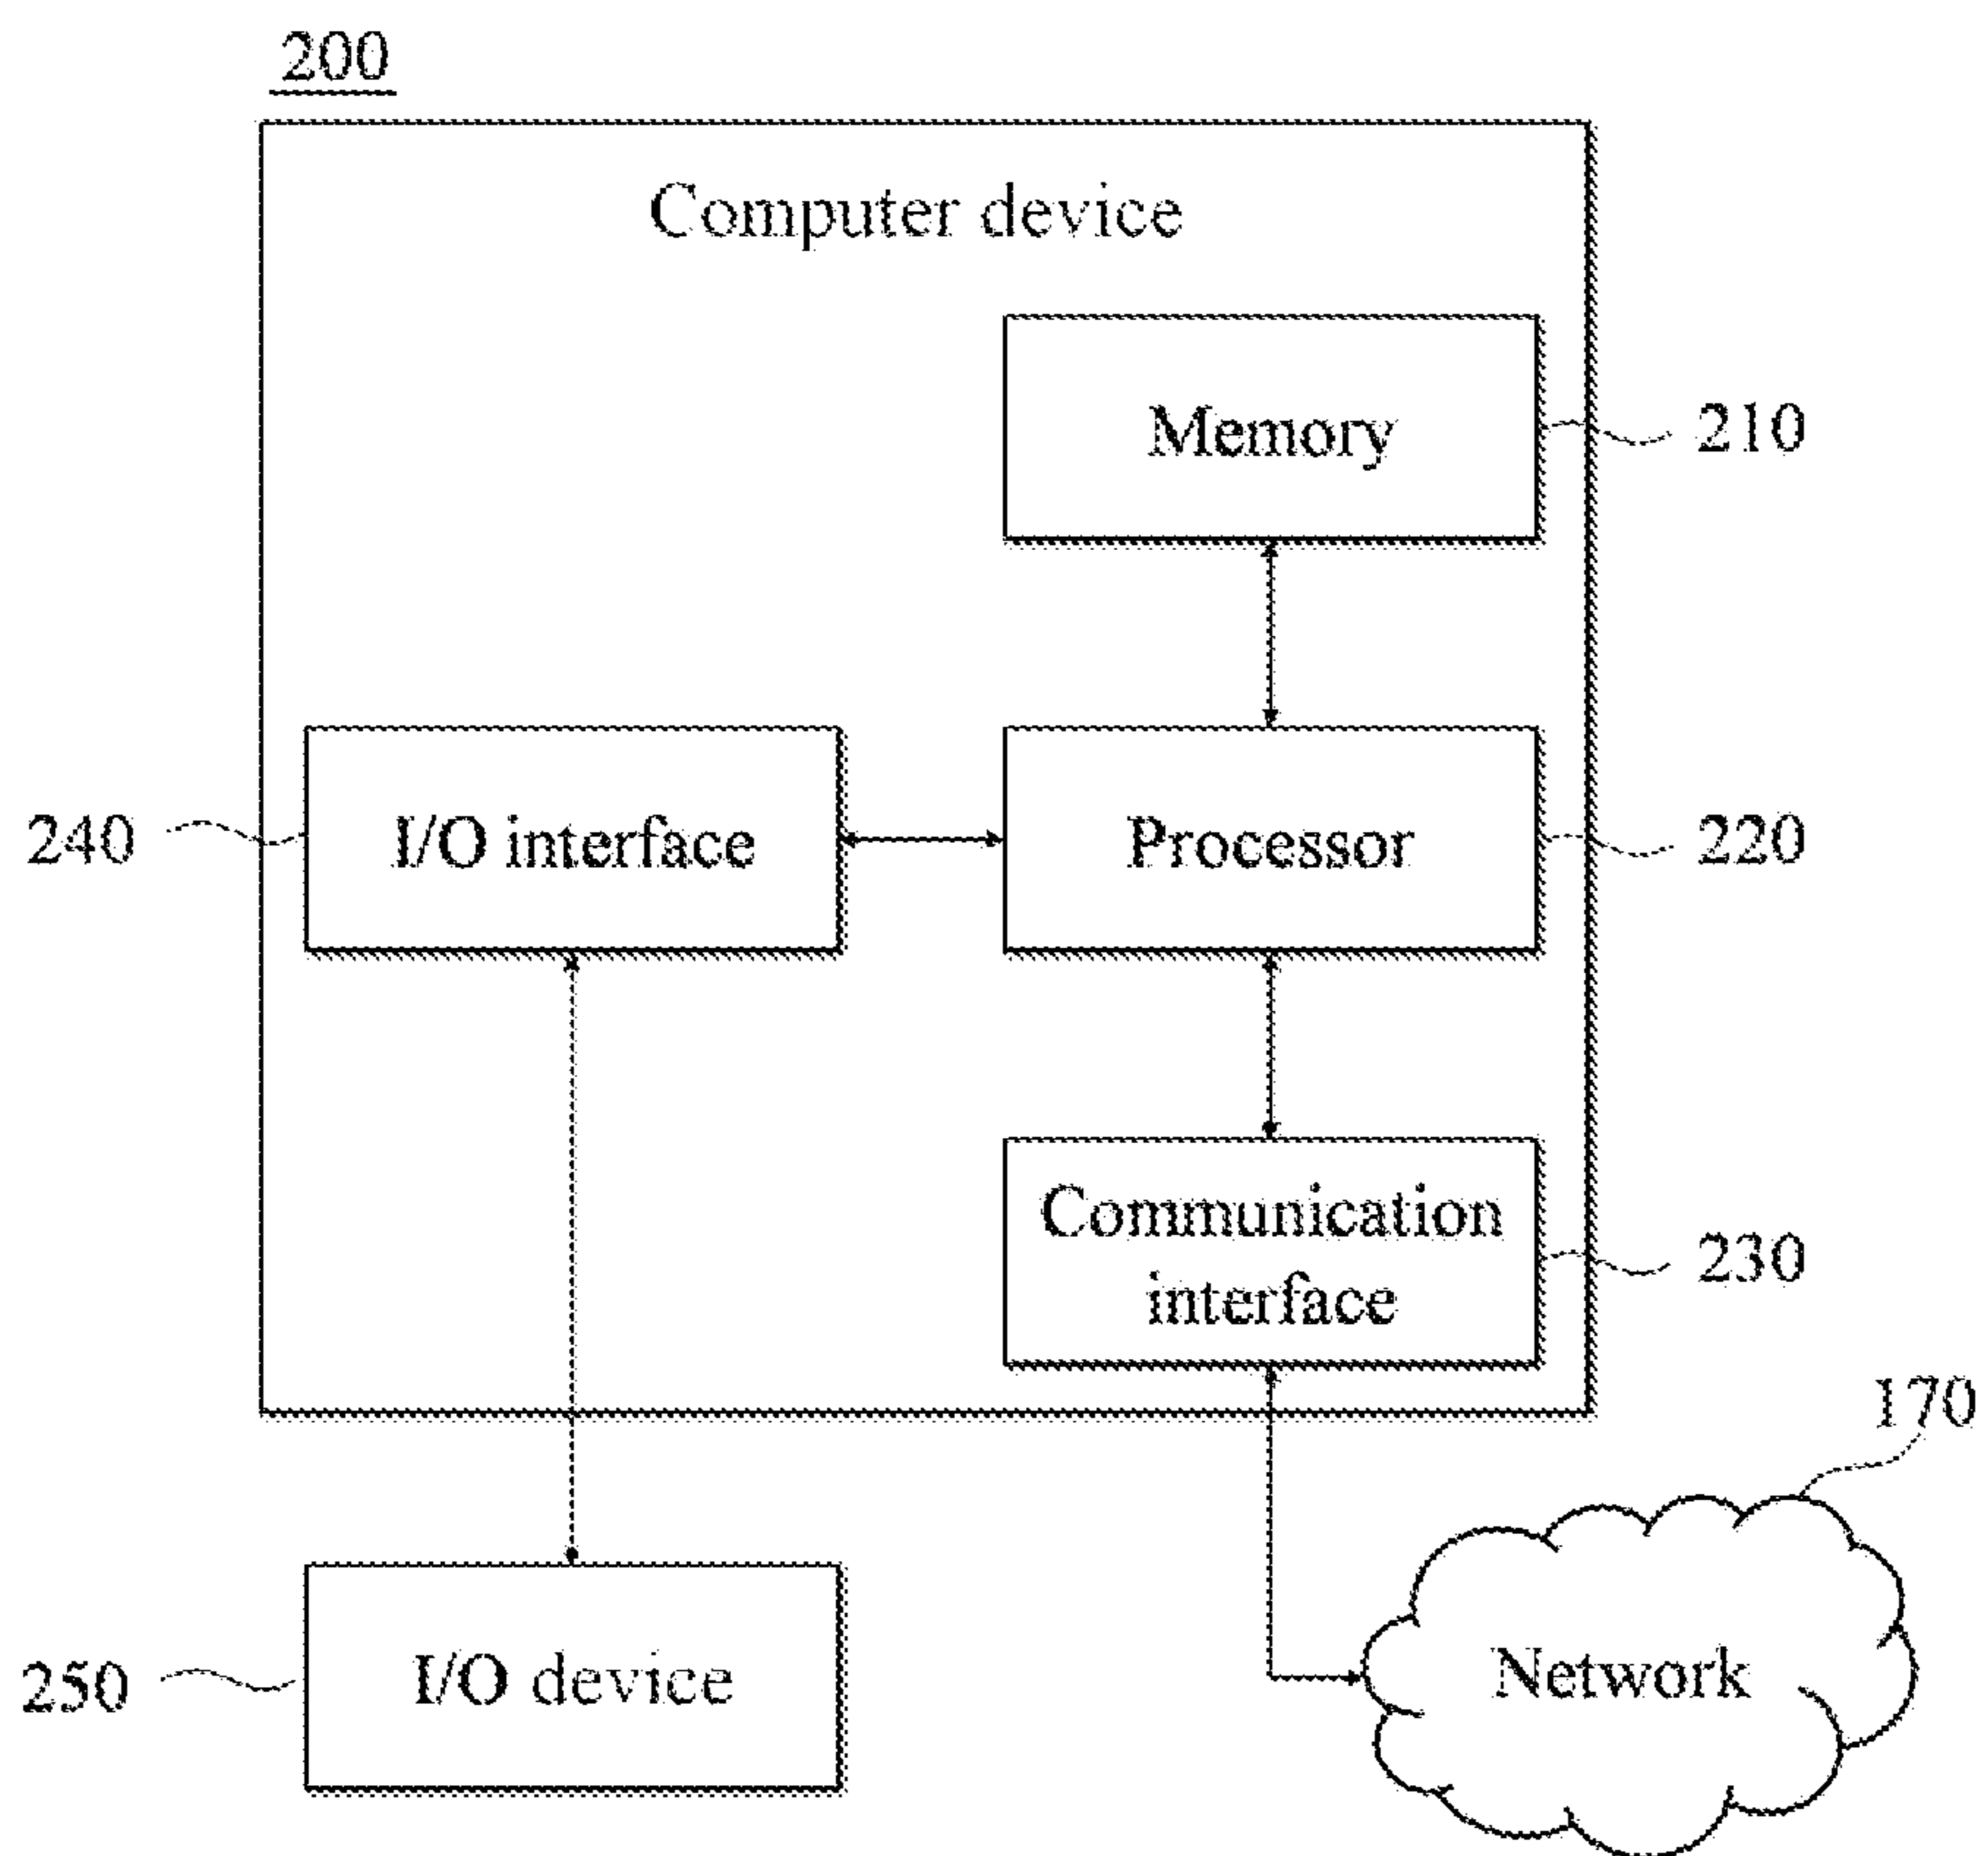 200
Computer device
Memory
210
240
I/O interface
Processor
220
Communication
interface
230
170
250
I/O device
Network